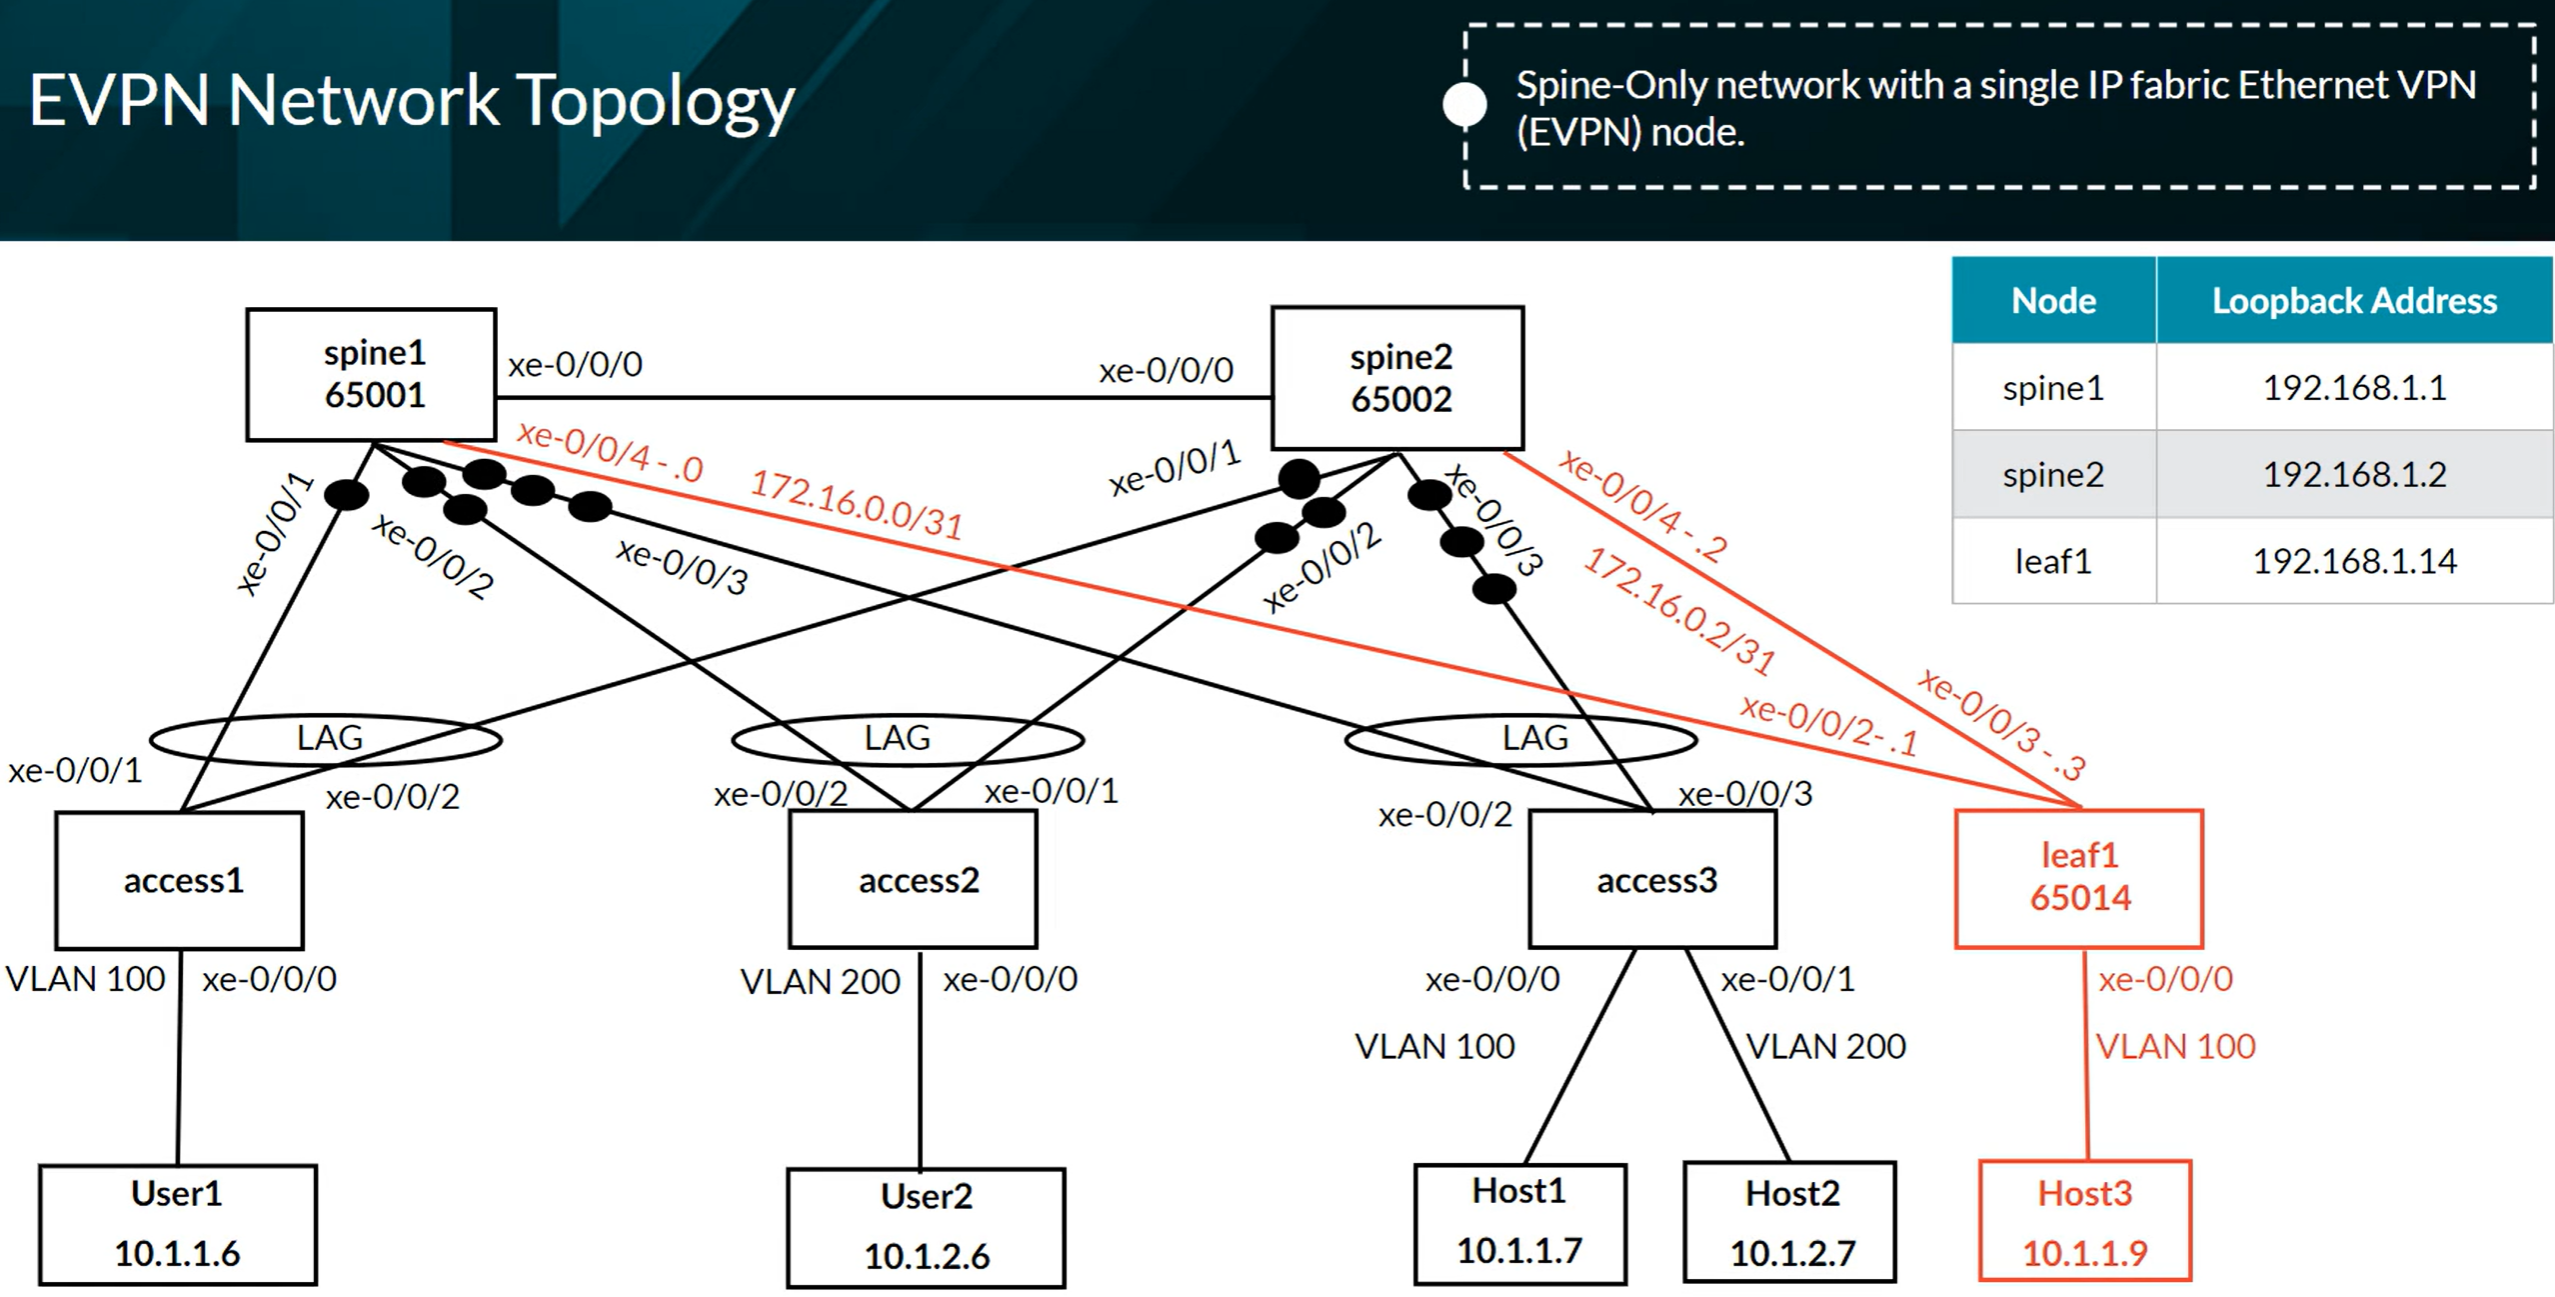 EVPN Network Topology
Spine-Only network with a single IP fabric Ethernet VPN
(EVPN) node.
Node Loopback Address
spine1 192.168.1.1
spine2 192.168.1.2
leaf1 192.168.1.14
spine1
65001
xe-0/0/0
xe-0/0/0
spine2
65002
xe-0/0/1
xe-0/0/2
xe-0/0/3
xe-0/0/4 - .0
172.16.0.0/31
xe-0/0/1
xe-0/0/2
xe-0/0/3
xe-0/0/4 - .2
172.16.0.2/31
xe-0/0/2- .1
xe-0/0/3 - .3
LAG
LAG
LAG
xe-0/0/1
xe-0/0/2
xe-0/0/2
xe-0/0/1
xe-0/0/2
xe-0/0/3
access1
access2
access3
leaf1
65014
VLAN 100
xe-0/0/0
VLAN 200
xe-0/0/0
xe-0/0/0
xe-0/0/1
xe-0/0/0
VLAN 100
VLAN 200
VLAN 100
User1
10.1.1.6
User2
10.1.2.6
Host1
10.1.1.7
Host2
10.1.2.7
Host3
10.1.1.9